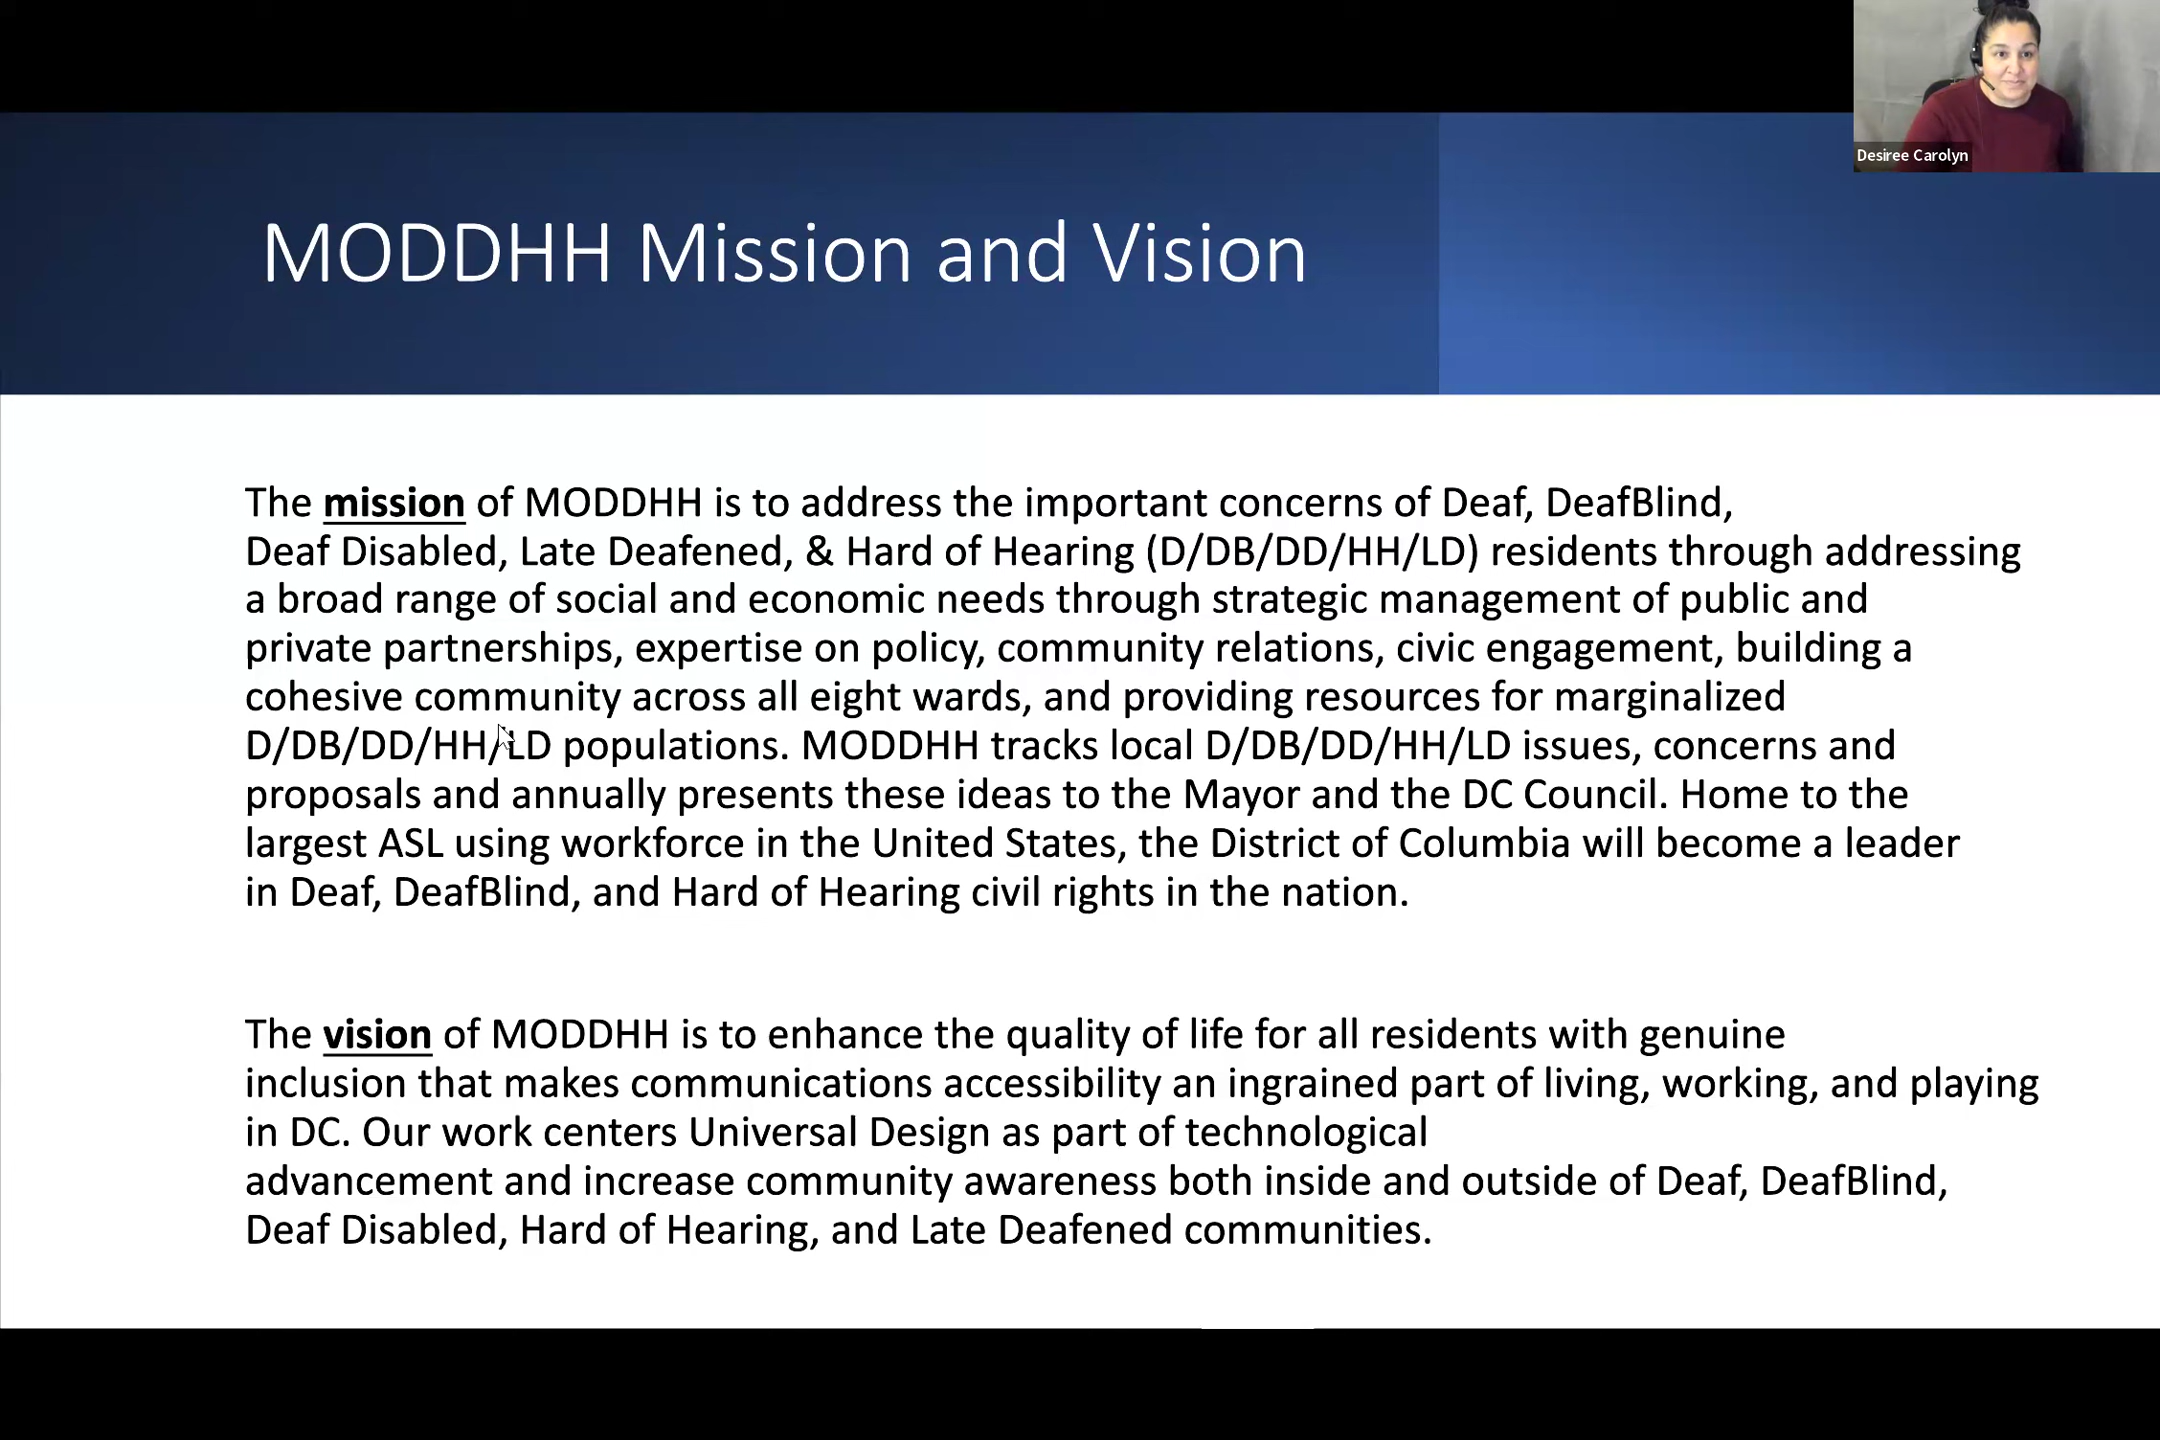 Desiree Carolyn
MODDHH Mission and Vision
The mission of MODDHH is to address the important concerns of Deaf, DeafBlind,
Deaf Disabled, Late Deafened, & Hard of Hearing (D/DB/DD/HH/LD) residents through addressing
a broad range of social and economic needs through strategic management of public and
private partnerships, expertise on policy, community relations, civic engagement, building a
cohesive community across all eight wards, and providing resources for marginalized
D/DB/DD/HH/LD populations. MODDHH tracks local D/DB/DD/HH/LD issues, concerns and
proposals and annually presents these ideas to the Mayor and the DC Council. Home to the
largest ASL using workforce in the United States, the District of Columbia will become a leader
in Deaf, DeafBlind, and Hard of Hearing civil rights in the nation.
The vision of MODDHH is to enhance the quality of life for all residents with genuine
inclusion that makes communications accessibility an ingrained part of living, working, and playing
in DC. Our work centers Universal Design as part of technological
advancement and increase community awareness both inside and outside of Deaf, DeafBlind,
Deaf Disabled, Hard of Hearing, and Late Deafened communities.